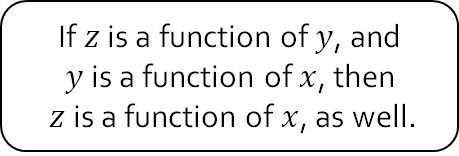 If z is a function of y, and
y is a function of x, then
z is a function of x, as well.